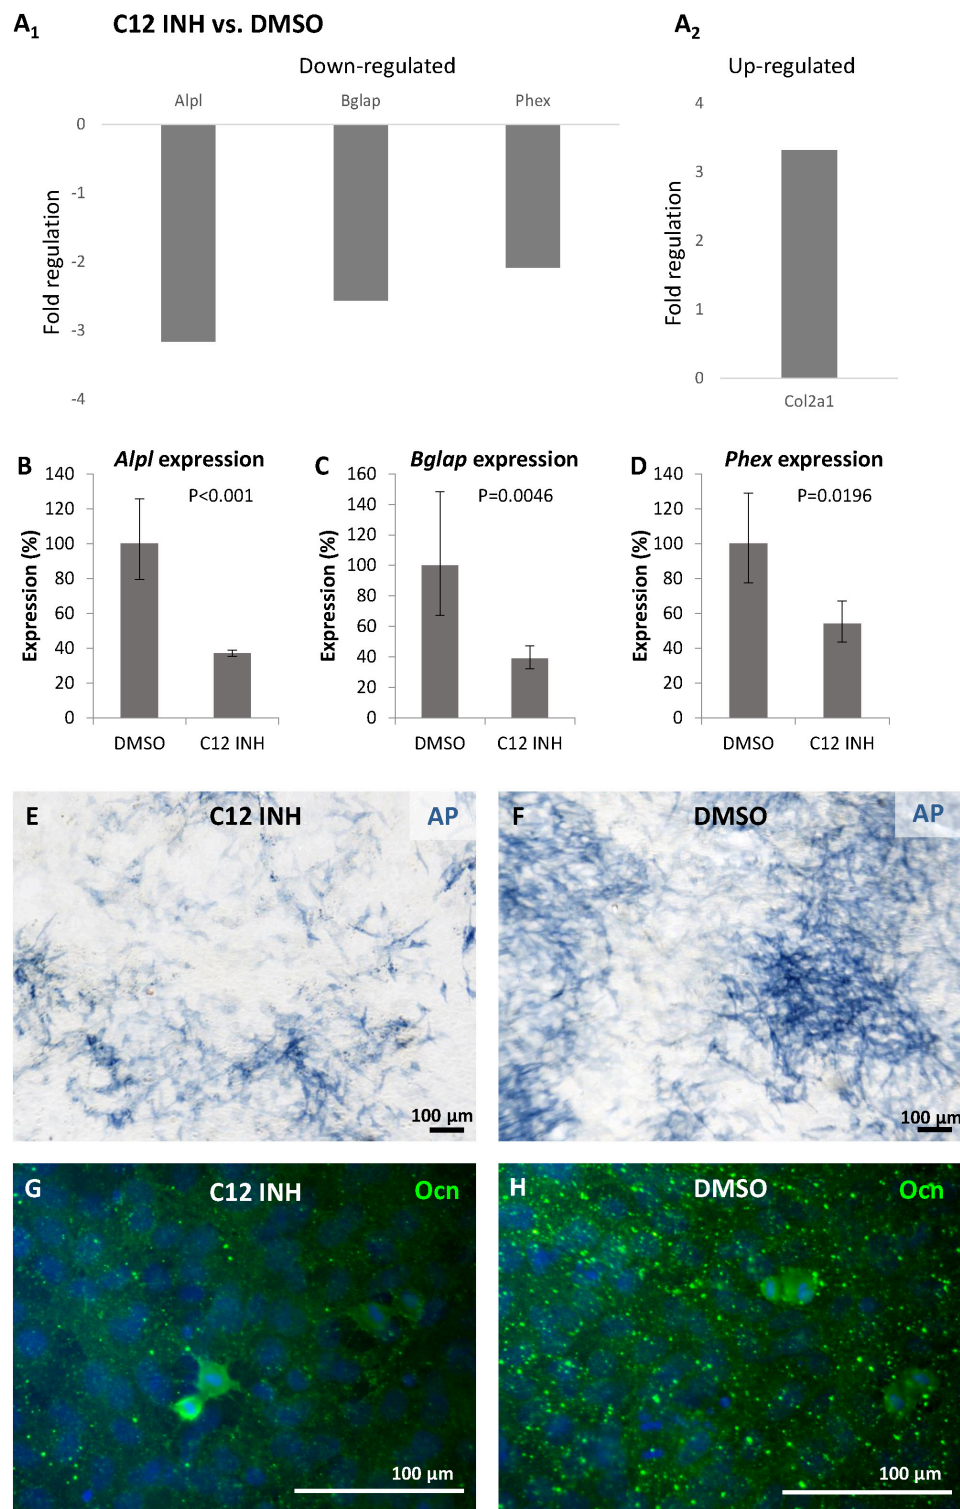 A1 C12 INH vs. DMSO
Down-regulated
Alpl Bglap Phex
0
-1
-2
-3
-4
Fold regulation
A2
Up-regulated
4
3
2
1
0
Fold regulation
Col2a1
B Alpl expression
P<0.001
140
120
100
80
60
40
20
0
Expression (%)
DMSO C12 INH
C Bglap expression
P=0.0046
160
140
120
100
80
60
40
20
0
Expression (%)
DMSO C12 INH
D Phex expression
P=0.0196
140
120
100
80
60
40
20
0
Expression (%)
DMSO C12 INH
E C12 INH AP
100 μm
F DMSO AP
100 μm
G C12 INH Ocn
100 μm
H DMSO Ocn
100 μm